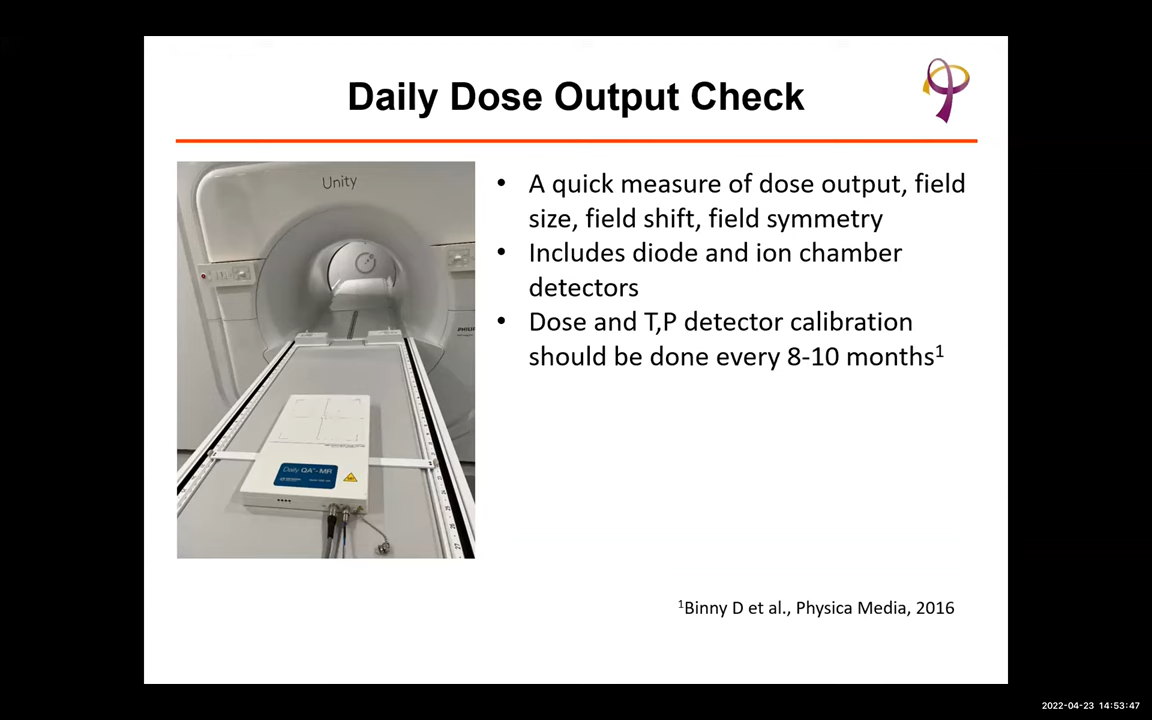 Daily Dose Output Check
Unity
PHILI
Daily QA™-MR
• A quick measure of dose output, field
size, field shift, field symmetry
• Includes diode and ion chamber
detectors
• Dose and T,P detector calibration
should be done every 8-10 months¹
¹Binny D et al., Physica Media, 2016
2022-04-23 14:53:47